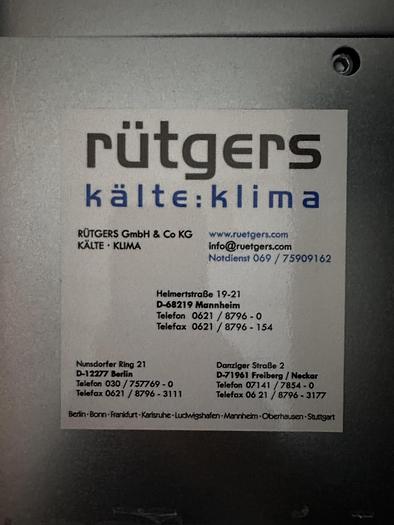 rütgers
kälte:klima
RÜTGERS GmbH & Co KG
KÄLTE · KLIMA
www.ruetgers.com
info@ruetgers.com
Notdienst 069 / 75909162
Helmertstraße 19-21
D-68219 Mannheim
Telefon 0621 / 8796 - 0
Telefax 0621 / 8796 - 154
Nunsdorfer Ring 21
D-12277 Berlin
Telefon 030 / 757769 - 0
Telefax 0621 / 8796 - 3111
Danziger Straße 2
D-71961 Freiberg / Neckar
Telefon 07141 / 7854 - 0
Telefax 06 21 / 8796 - 3177
Berlin · Bonn · Frankfurt · Karlsruhe · Ludwigshafen · Mannheim · Oberhausen · Stuttgart